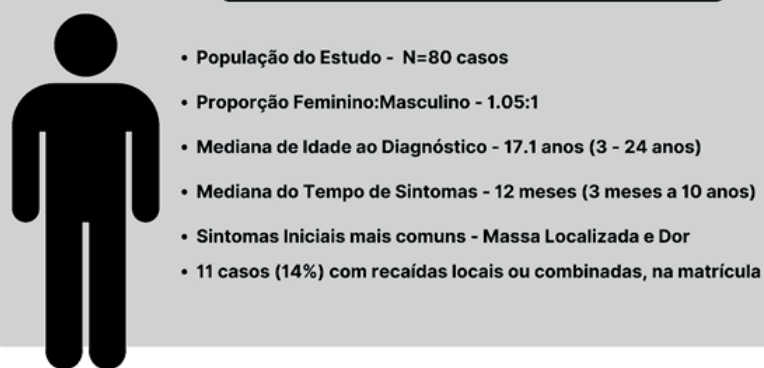 • População do Estudo - N=80 casos
• Proporção Feminino:Masculino - 1.05:1
• Mediana de Idade ao Diagnóstico - 17.1 anos (3 - 24 anos)
• Mediana do Tempo de Sintomas - 12 meses (3 meses a 10 anos)
• Sintomas Iniciais mais comuns - Massa Localizada e Dor
• 11 casos (14%) com recaídas locais ou combinadas, na matrícula